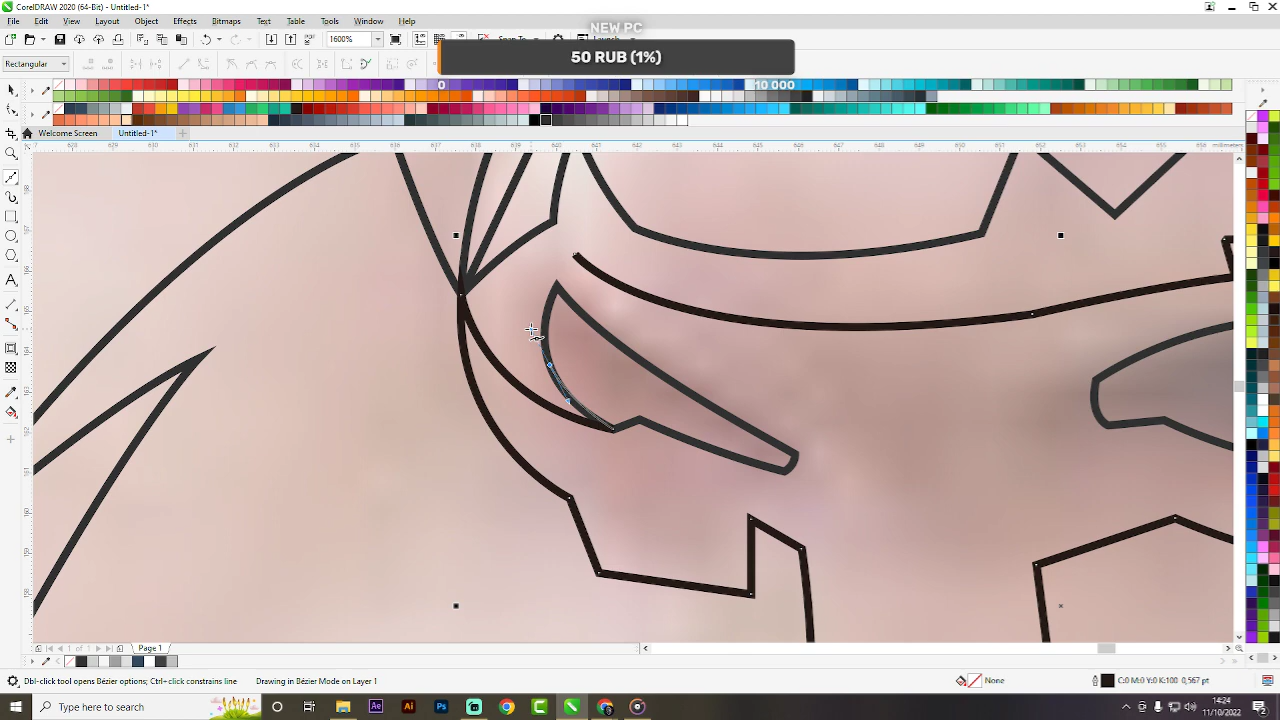 CorelDRAW 2020 (64-Bit) - Untitled-1*
File Edit View Layout Object Effects Bitmaps Text Table Tools Window Help
NEW PC
50 RUB (1%)
0 10 000
1600%
Rectangular
Welcome Screen Untitled-1*
1 of 1
Page 1
Dbl-click tool opens Bézier options; Ctrl+click constrains line
Drawing in Bézier Mode on Layer 1
None
C:0 M:0 Y:0 K:100 0,567 pt
Type here to search
14:24
11/10/2022